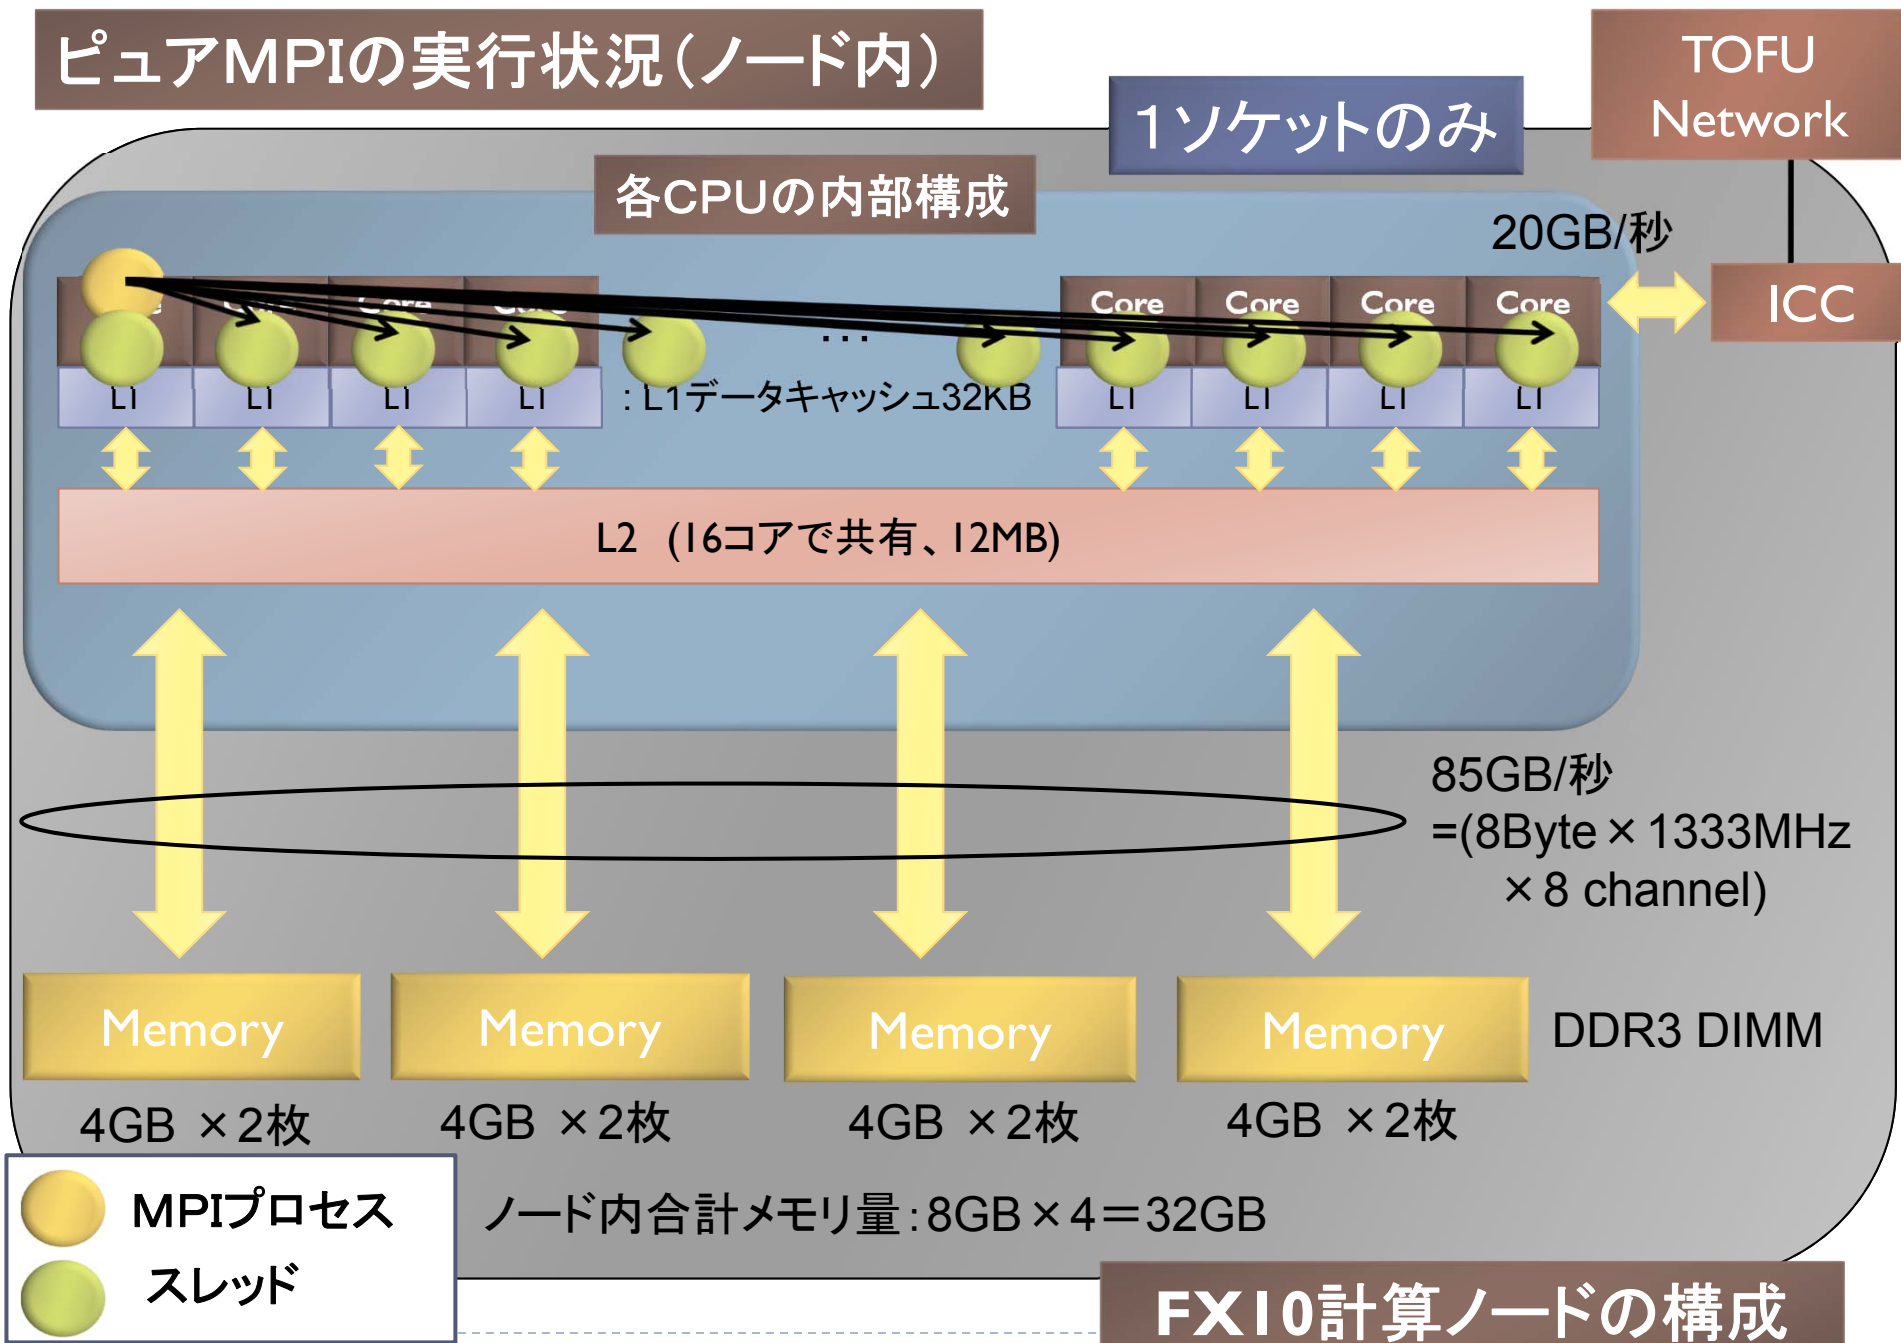 ピュアMPIの実行状況（ノード内）
TOFU
Network
1ソケットのみ
各CPUの内部構成
20GB/秒
ICC
Core
Core
Core
Core
Core
Core
Core
…
L1
L1
L1
L1
：L1データキャッシュ32KB
L1
L1
L1
L1
L2 (16コアで共有、12MB)
85GB/秒
=(8Byte×1333MHz
×8 channel)
Memory
Memory
Memory
Memory
DDR3 DIMM
4GB ×2枚
4GB ×2枚
4GB ×2枚
4GB ×2枚
MPIプロセス
スレッド
ノード内合計メモリ量：8GB×4＝32GB
FX10計算ノードの構成